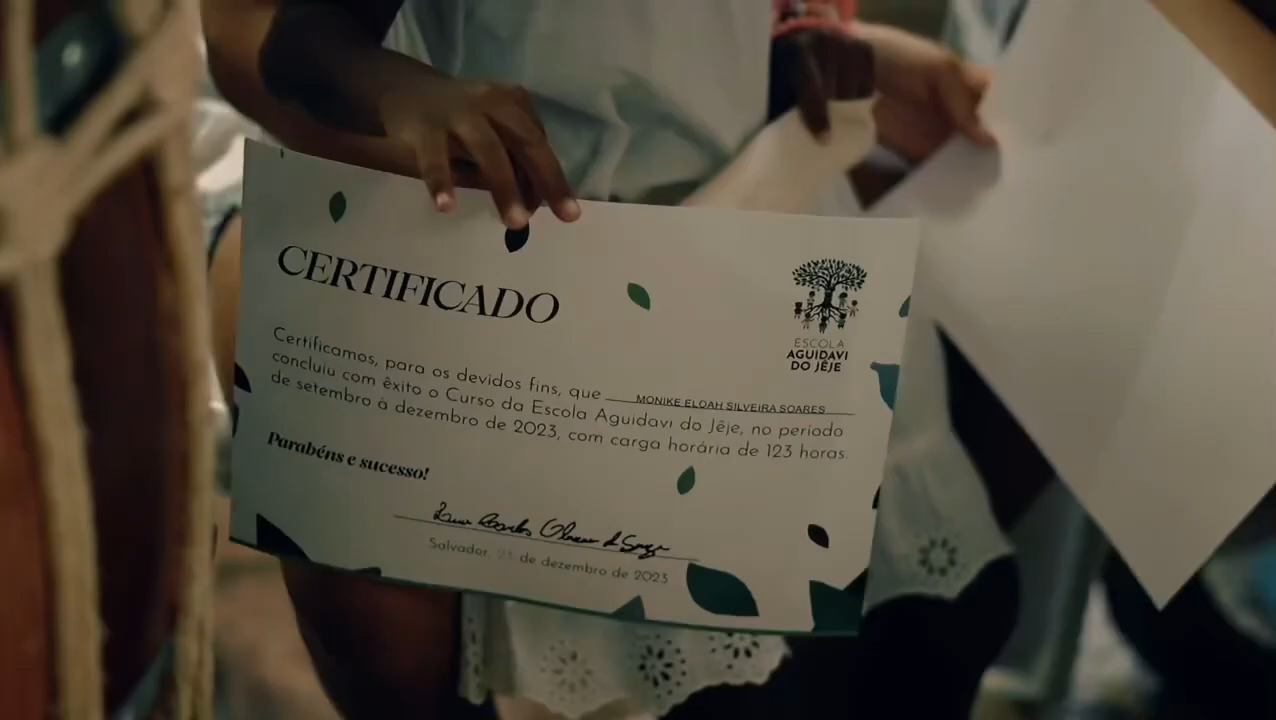 CERTIFICADO
ESCOLA
AGUIDAVI
DO JÊJE
Certificamos, para os devidos fins, que MONIKE ELOAH SILVEIRA SOARES
concluiu com êxito o Curso da Escola Aguidavi do Jêje, no período
de setembro à dezembro de 2023, com carga horária de 123 horas.
Parabéns e sucesso!
Salvador, de dezembro de 2023